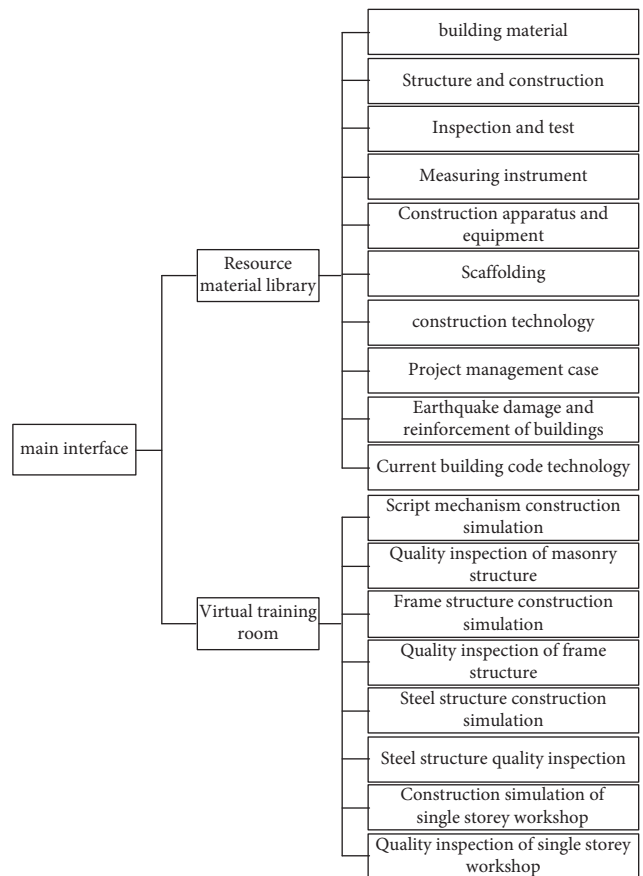 building material
Structure and construction
Inspection and test
Measuring instrument
Construction apparatus and
equipment
Resource
material library
Scaffolding
construction technology
Project management case
Earthquake damage and
reinforcement of buildings
main interface
Current building code technology
Script mechanism construction
simulation
Quality inspection of masonry
structure
Virtual training
room
Frame structure construction
simulation
Quality inspection of frame
structure
Steel structure construction
simulation
Steel structure quality inspection
Construction simulation of
single storey workshop
Quality inspection of single storey
workshop